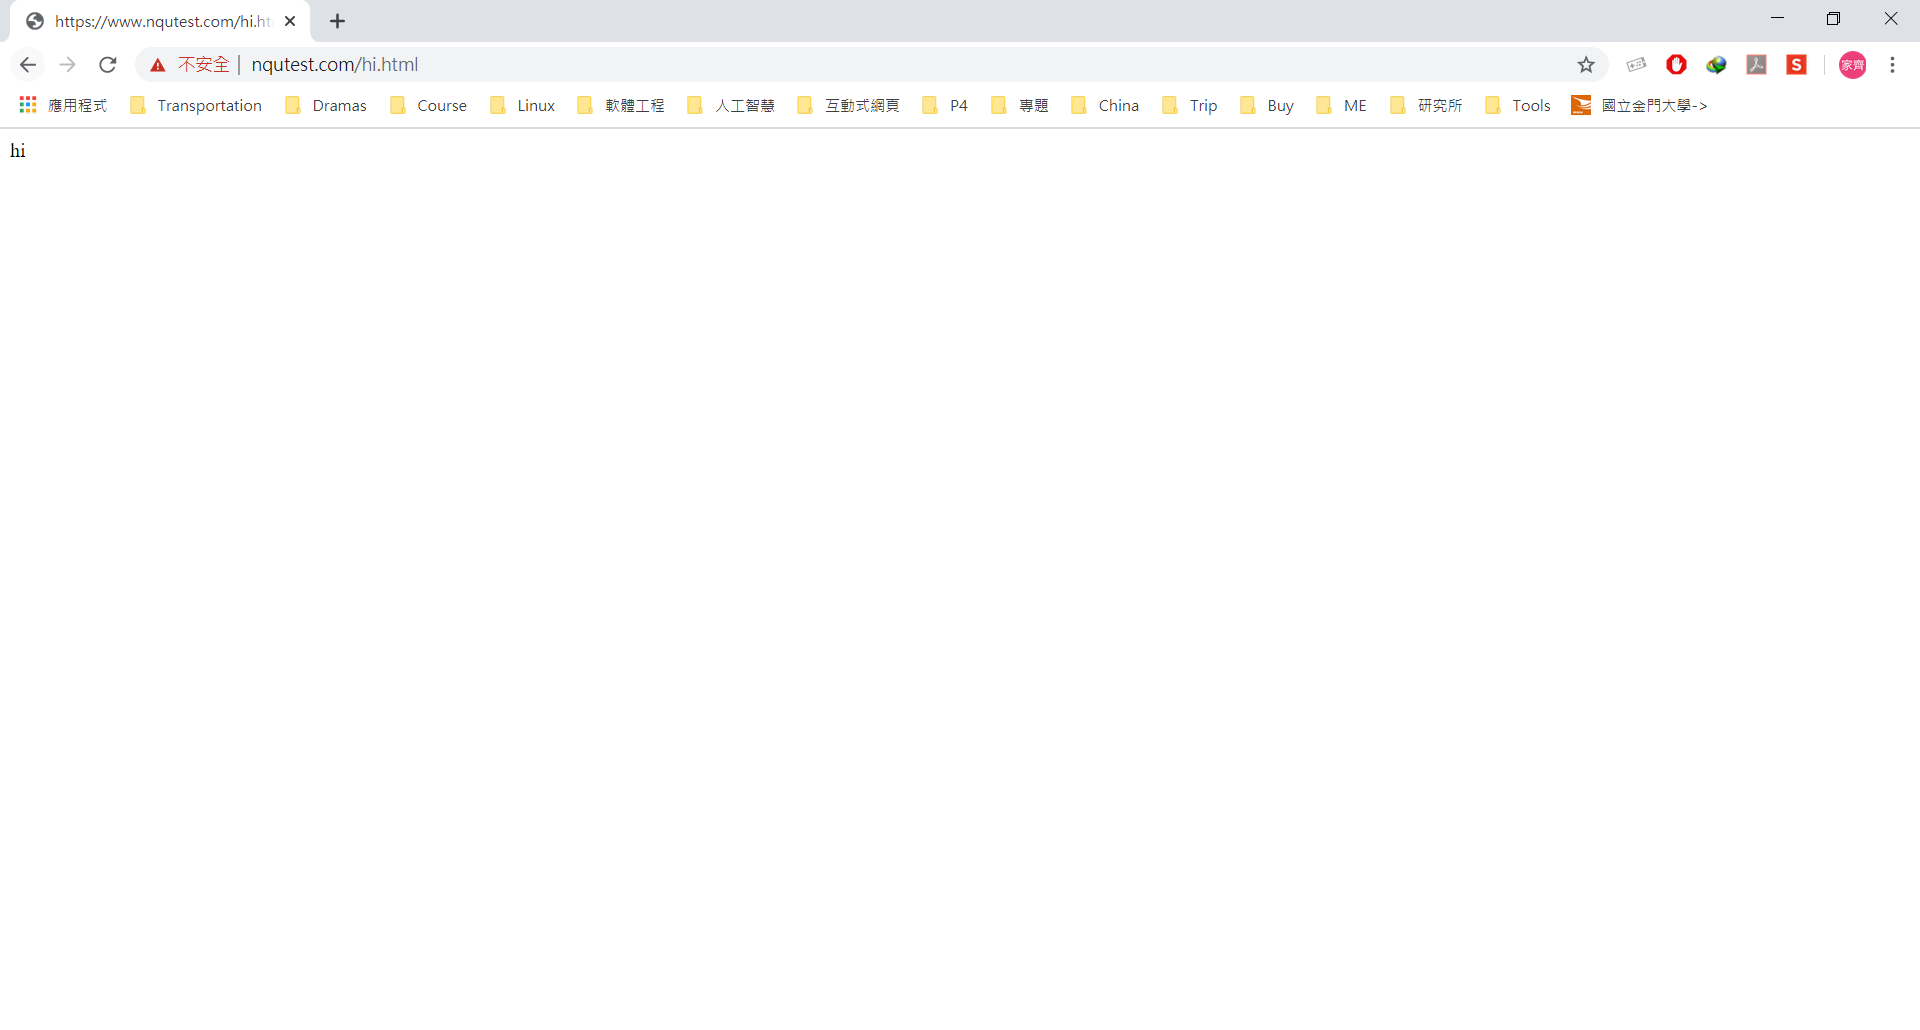 https://www.nqutest.com/hi.ht
不安全 | nqutest.com/hi.html 家齊
應用程式 Transportation Dramas Course Linux 軟體工程 人工智慧 互動式網頁 P4 專題 China Trip Buy ME 研究所 Tools 國立金門大學->
hi